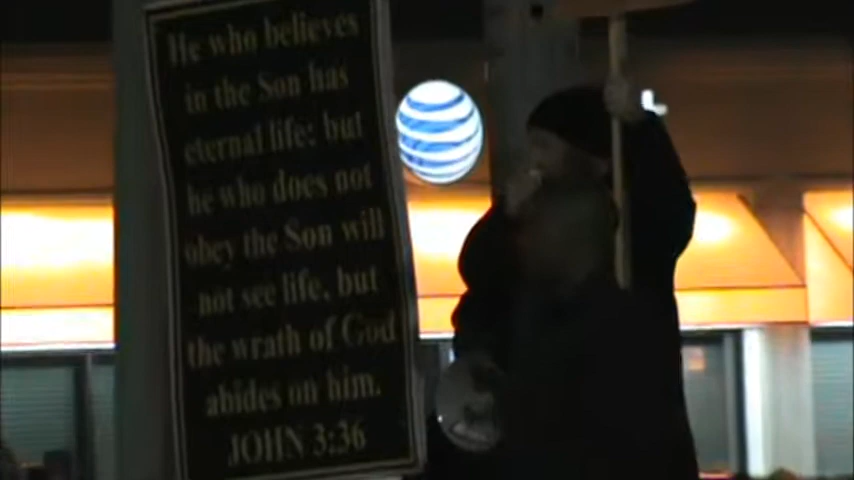 He who believes
in the Son has
eternal life; but
he who does not
obey the Son will
not see life, but
the wrath of God
abides on him.
JOHN 3:36